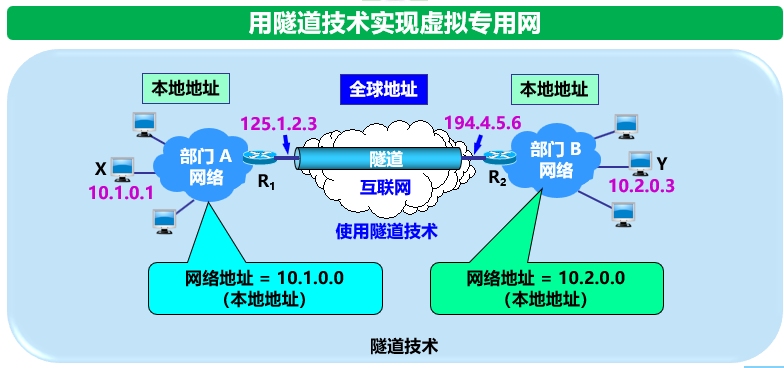 用隧道技术实现虚拟专用网
本地地址
全球地址
本地地址
125.1.2.3
194.4.5.6
部门 A
网络
隧道
部门 B
网络
X
R1
互联网
R2
Y
10.1.0.1
10.2.0.3
使用隧道技术
网络地址 = 10.1.0.0
（本地地址）
网络地址 = 10.2.0.0
（本地地址）
隧道技术